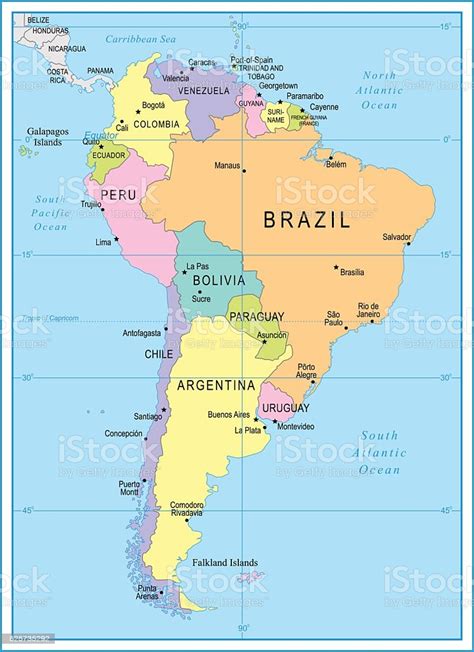 90°
BELIZE
HONDURAS
NICARAGUA
COSTA
RICA
PANAMA
Carribbean Sea
Caracas
Valencia
VENEZUELA
Port-of-Spain
TRINIDAD AND
TOBAGO
Georgetown
Paramaribo
Cayenne
GUYANA
SURI-
NAME
FRENCH GUYANA
(FRANCE)
North
Atlantic
Ocean
15°
Bogotá
Cali
COLOMBIA
Galapagos
Islands
Equator
Quito
ECUADOR
0°
0°
Belém
Manaus
PERU
Trujillo
Lima
South
Pacific
Ocean
BRAZIL
Salvador
15°
15°
La Pas
BOLIVIA
Sucre
Brasília
Rio de
Janeiro
São
Paulo
Tropic of Capricorn
PARAGUAY
Asunción
Antofagasta
CHILE
Pôrto
Alegre
ARGENTINA
30°
30°
URUGUAY
Santiago
Buenos Aires
Montevideo
La Plata
Concepción
South
Atlantic
Ocean
Puerto
Montt
45°
45°
Comodoro
Rivadavia
Falkland Islands
Punta
Arenas
90°
iStock
by Getty Images